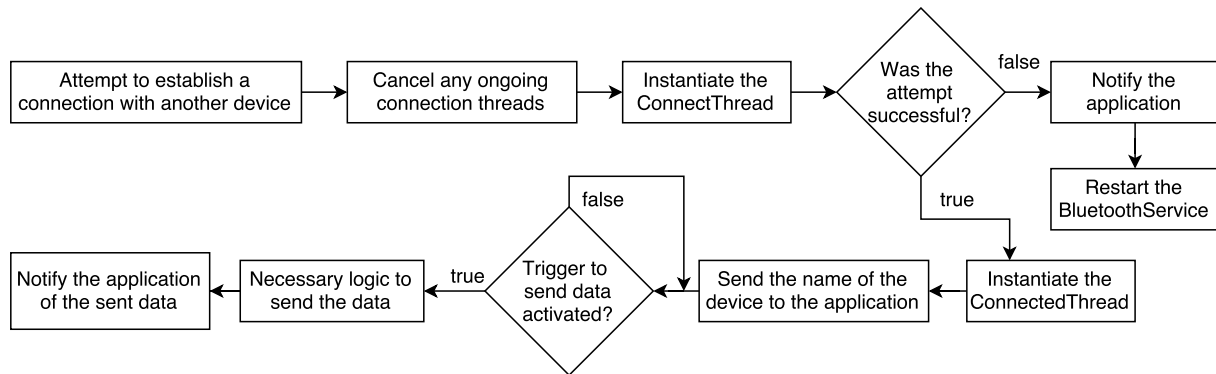 Attempt to establish a
connection with another device
Cancel any ongoing
connection threads
Instantiate the
ConnectThread
Was the
attempt
successful?
false
Notify the
application
true
Restart the
BluetoothService
Notify the application
of the sent data
Necessary logic to
send the data
true
false
Trigger to
send data
activated?
Send the name of the
device to the application
Instantiate the
ConnectedThread